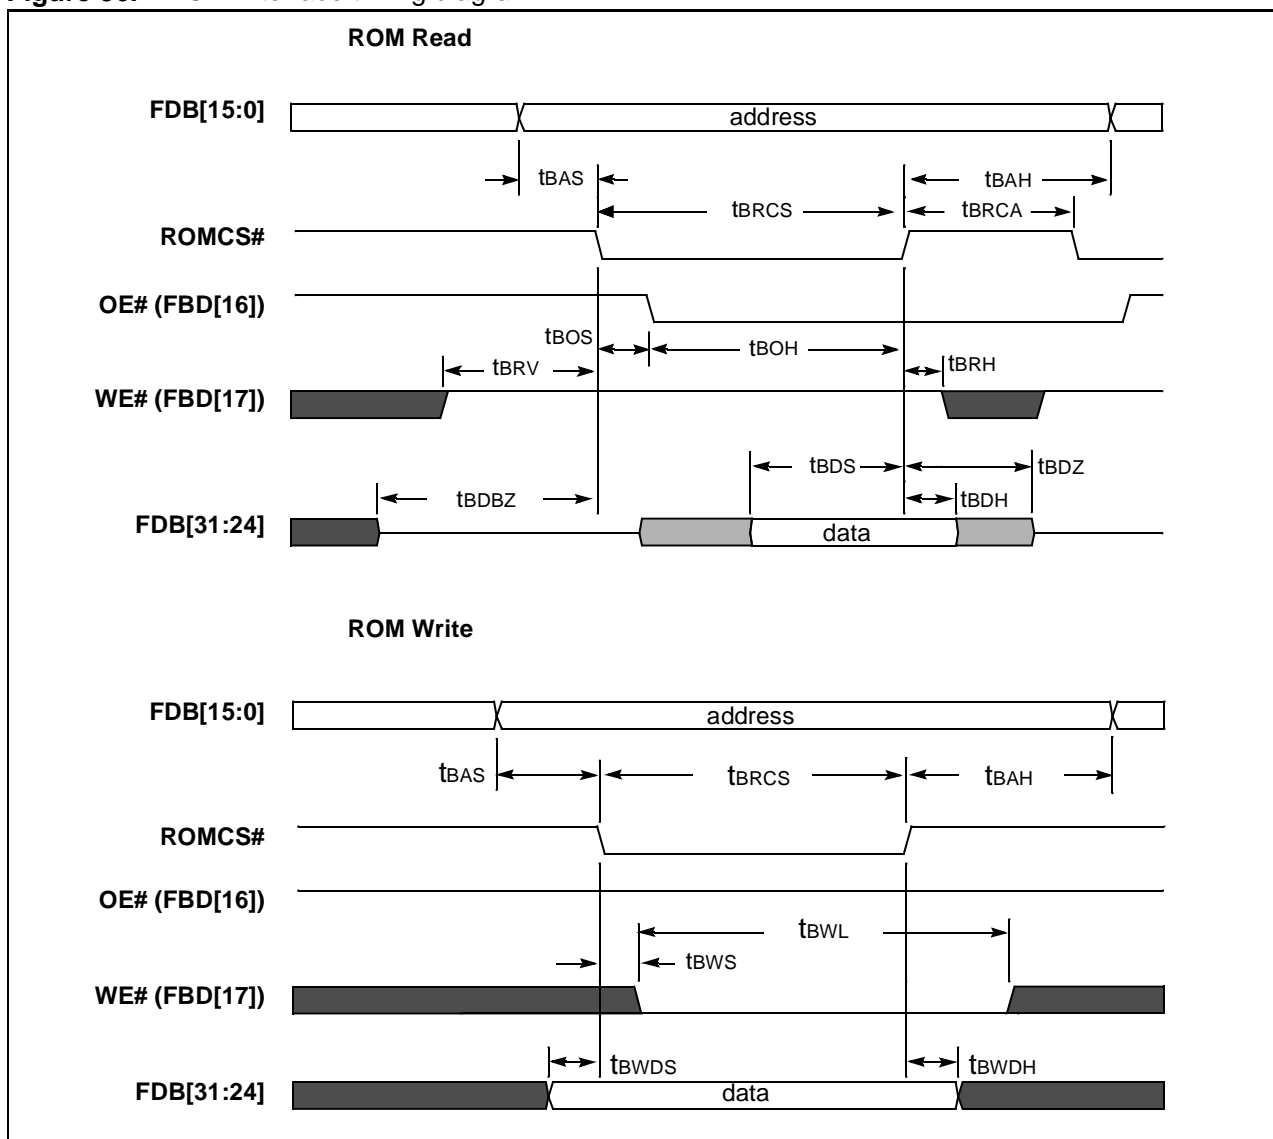 ROM Read
FDB[15:0]
address
tBAS
tBAH
tBRCS
tBRCA
ROMCS#
OE# (FBD[16])
tBOS
tBOH
tBRV
tBRH
WE# (FBD[17])
tBDS
tBDZ
tBDBZ
tBDH
FDB[31:24]
data
ROM Write
FDB[15:0]
address
tBAS
tBRCS
tBAH
ROMCS#
OE# (FBD[16])
tBWL
tBWS
WE# (FBD[17])
tBWDS
tBWDH
FDB[31:24]
data